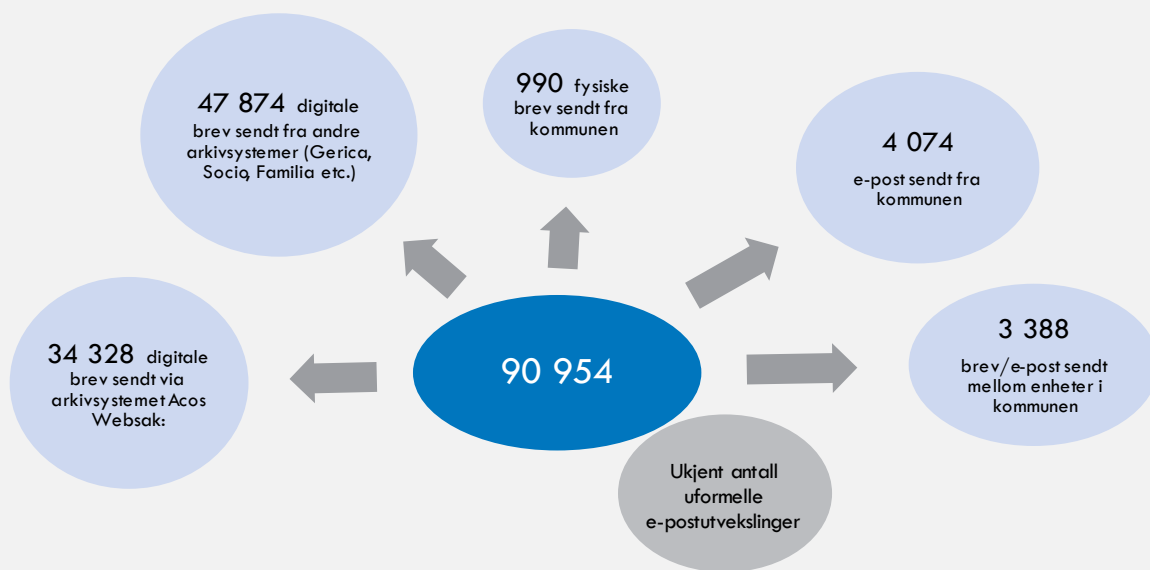 47 874 digitale
brev sendt fra andre
arkivsystemer (Gerica,
Socio, Familia etc.)
990 fysiske
brev sendt fra
kommunen
4 074
e-post sendt fra
kommunen
34 328 digitale
brev sendt via
arkivsystemet Acos
Websak:
90 954
3 388
brev/e-post sendt
mellom enheter i
kommunen
Ukjent antall
uformelle
e-postutvekslinger